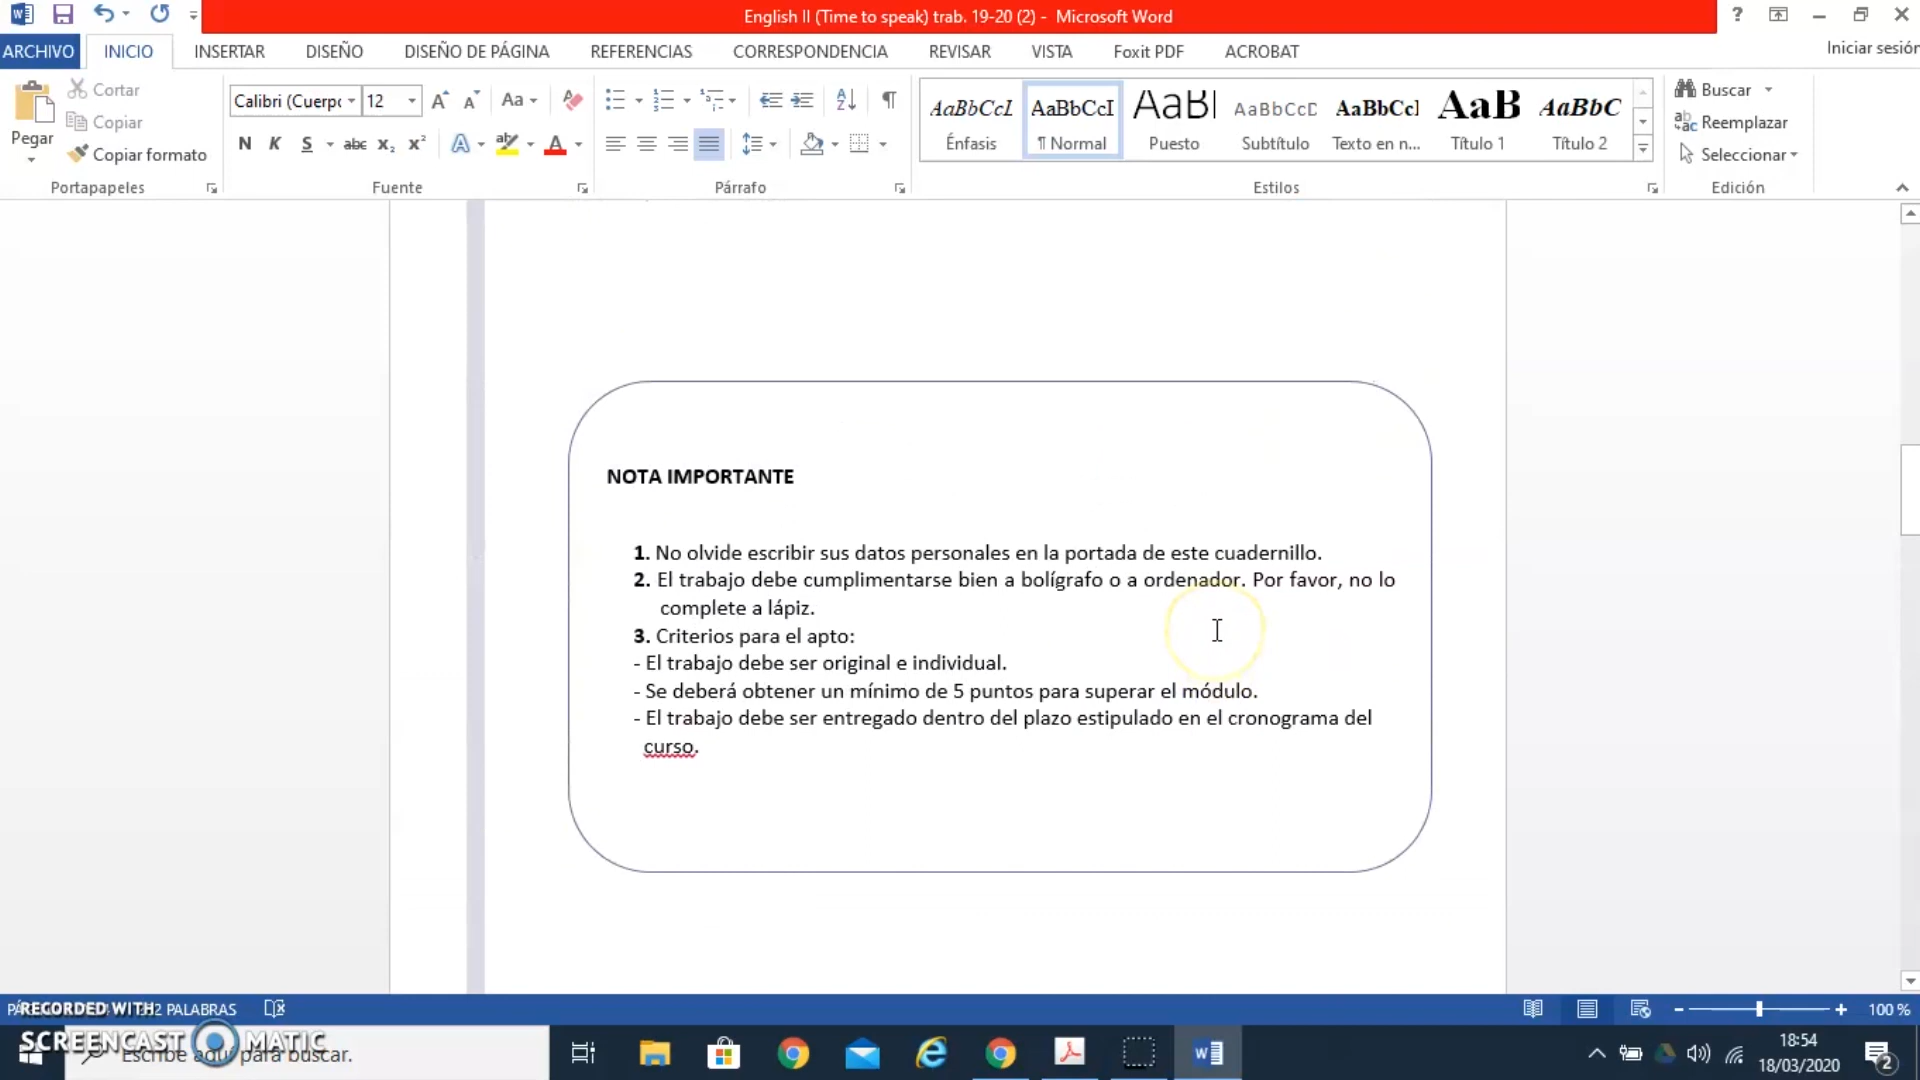 English II (Time to speak) trab. 19-20 (2) - Microsoft Word
ARCHIVO INICIO INSERTAR DISEÑO DISEÑO DE PÁGINA REFERENCIAS CORRESPONDENCIA REVISAR VISTA Foxit PDF ACROBAT Iniciar sesión
Cortar
Copiar
Copiar formato
Pegar
Portapapeles
Calibri (Cuerpo 12
N K S abc X₂ X²
Fuente
Párrafo
AaBbCcI AaBbCcI AaBl AaBbCcD AaBbCcI AaB AaBbC
Énfasis ¶ Normal Puesto Subtítulo Texto en n... Título 1 Título 2
Estilos
Buscar
Reemplazar
Seleccionar
Edición
NOTA IMPORTANTE
1. No olvide escribir sus datos personales en la portada de este cuadernillo.
2. El trabajo debe cumplimentarse bien a bolígrafo o a ordenador. Por favor, no lo
complete a lápiz.
3. Criterios para el apto:
- El trabajo debe ser original e individual.
- Se deberá obtener un mínimo de 5 puntos para superar el módulo.
- El trabajo debe ser entregado dentro del plazo estipulado en el cronograma del
curso.
PALABRAS
100 %
RECORDED WITH
SCREENCAST MATIC
Escribe aquí para buscar.
18:54
18/03/2020
2